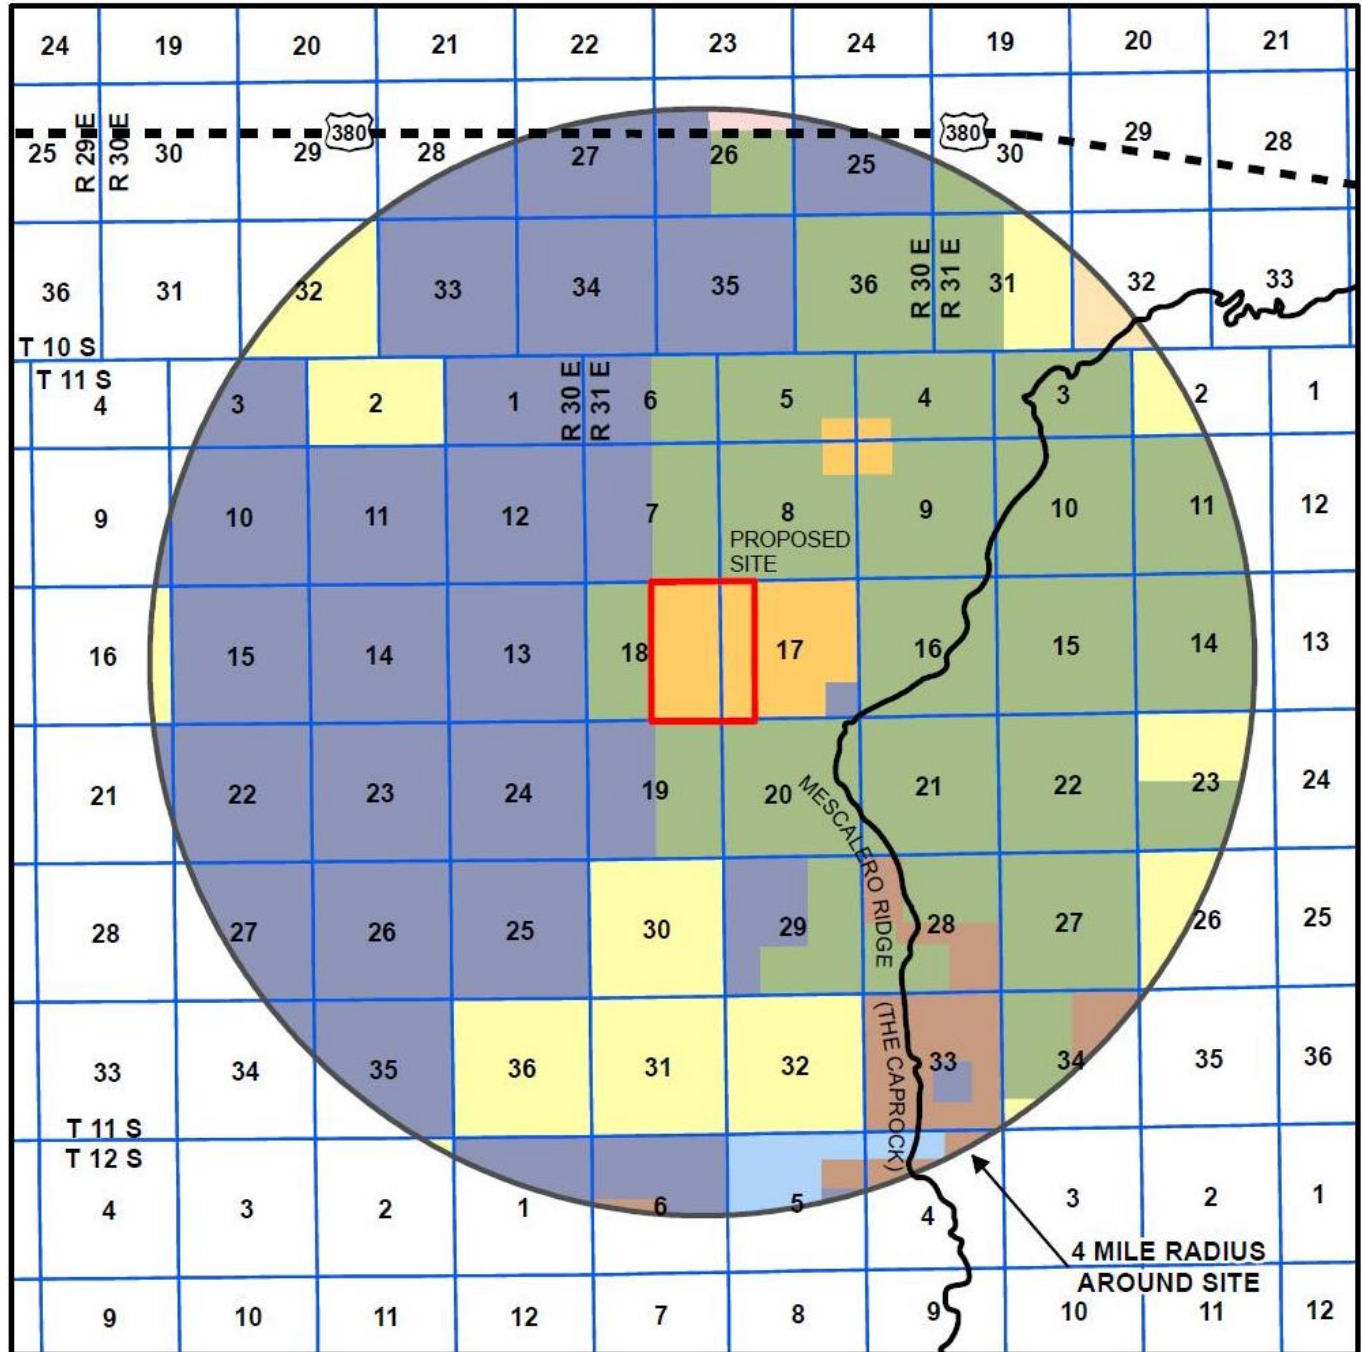 24 19 20 21 22 23 24 19 20 21
380 380
25 R 29 E R 30 E 30 29 28 27 26 25 30 29 28
36 31 32 33 34 35 36 R 30 E R 31 E 31 32 33
T 10 S
T 11 S
4 3 2 1 R 30 E R 31 E 6 5 4 3 2 1
9 10 11 12 7 8 9 10 11 12
PROPOSED
SITE
16 15 14 13 18 17 16 15 14 13
21 22 23 24 19 20 21 22 23 24
MESCALERO RIDGE
28 27 26 25 30 29 28 27 26 25
(THE CAPROCK)
33 34 35 36 31 32 33 34 35 36
T 11 S
T 12 S
4 3 2 1 6 5 4 3 2 1
4 MILE RADIUS
AROUND SITE
9 10 11 12 7 8 9 10 11 12